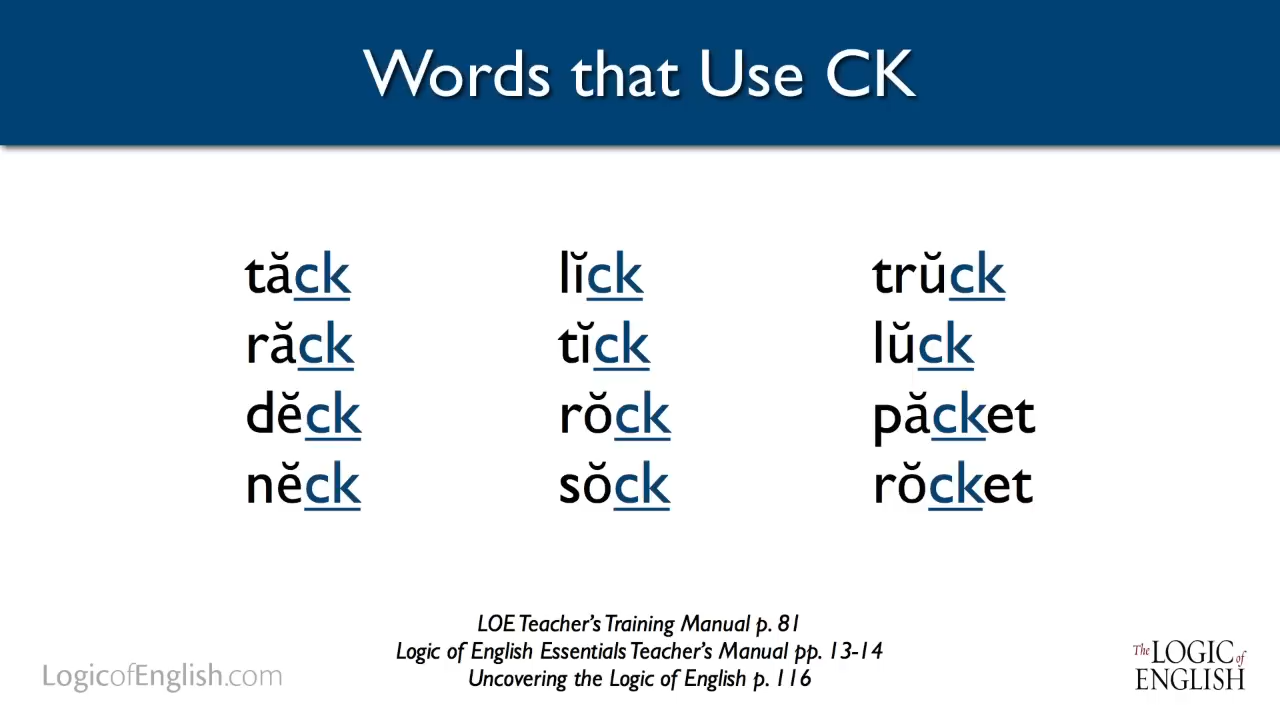 Words that Use CK
tăck lĭck trŭck
răck tĭck lŭck
dĕck rŏck păcket
nĕck sŏck rŏcket
LOE Teacher's Training Manual p. 81
Logic of English Essentials Teacher's Manual pp. 13-14
Uncovering the Logic of English p. 116
LogicofEnglish.com
The LOGIC of
ENGLISH